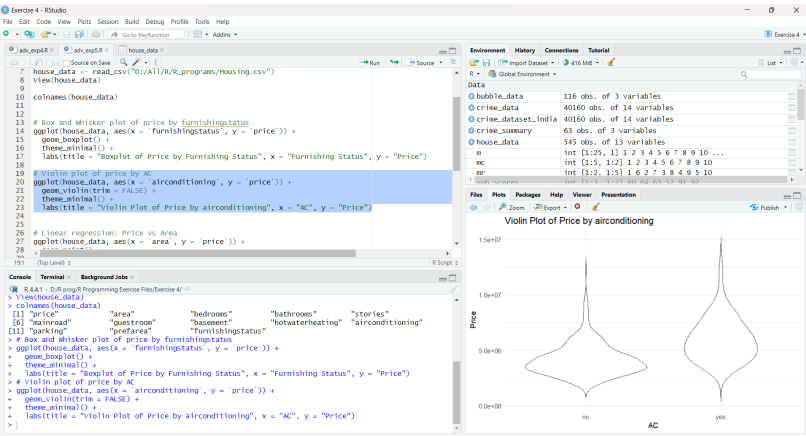 Exercise 4 - RStudio
File Edit Code View Plots Session Build Debug Profile Tools Help
Go to file/function Addins Exercise 4
adv_exp4.R adv_exp5.R house_data
Source on Save Run Source
7 house_data <- read_csv("D:/All/R/R_programs/Housing.csv")
8 View(house_data)
9
10 colnames(house_data)
11
12
13 # Box and Whisker plot of price by furnishingstatus
14 ggplot(house_data, aes(x = `furnishingstatus`, y = `price`)) +
15 geom_boxplot() +
16 theme_minimal() +
17 labs(title = "Boxplot of Price by Furnishing Status", x = "Furnishing Status", y = "Price")
18
19 # Violin plot of price by AC
20 ggplot(house_data, aes(x = `airconditioning`, y = `price`)) +
21 geom_violin(trim = FALSE) +
22 theme_minimal() +
23 labs(title = "Violin Plot of Price by airconditioning", x = "AC", y = "Price")
24
25
26 # Linear regression: Price vs Area
27 ggplot(house_data, aes(x = `area`, y = `price`)) +
28
19:1 (Top Level) R Script
Console Terminal Background Jobs
R 4.4.1 · D:/R prog/R Programming Exercise Files/Exercise 4/
> View(house_data)
> colnames(house_data)
[1] "price" "area" "bedrooms" "bathrooms" "stories"
[6] "mainroad" "guestroom" "basement" "hotwaterheating" "airconditioning"
[11] "parking" "prefarea" "furnishingstatus"
> # Box and Whisker plot of price by furnishingstatus
> ggplot(house_data, aes(x = `furnishingstatus`, y = `price`)) +
+ geom_boxplot() +
+ theme_minimal() +
+ labs(title = "Boxplot of Price by Furnishing Status", x = "Furnishing Status", y = "Price")
> # Violin plot of price by AC
> ggplot(house_data, aes(x = `airconditioning`, y = `price`)) +
+ geom_violin(trim = FALSE) +
+ theme_minimal() +
+ labs(title = "Violin Plot of Price by airconditioning", x = "AC", y = "Price")
>
Environment History Connections Tutorial
Import Dataset 416 MiB List
R Global Environment
Data
bubble_data 116 obs. of 3 variables
crime_data 40160 obs. of 14 variables
crime_dataset_india 40160 obs. of 14 variables
crime_summary 63 obs. of 3 variables
house_data 545 obs. of 13 variables
m int [1:25, 1] 1 2 3 4 5 6 7 8 9 10 ...
mc int [1:5, 1:2] 1 2 3 4 5 6 7 8 9 10
mr int [1:2, 1:5] 1 6 2 7 3 8 4 9 5 10
Files Plots Packages Help Viewer Presentation
Zoom Export Publish
Violin Plot of Price by airconditioning
1.5e+07
1.0e+07
Price
5.0e+06
0.0e+00
no yes
AC